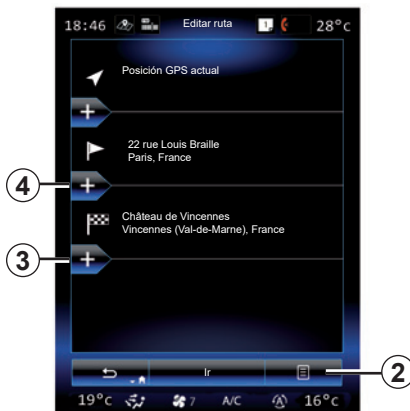 18:46 Editar ruta 1 28°c
Posición GPS actual
22 rue Louis Braille
Paris, France
4
Château de Vincennes
Vincennes (Val-de-Marne), France
3
Ir
2
19°c 7 A/C A 16°c